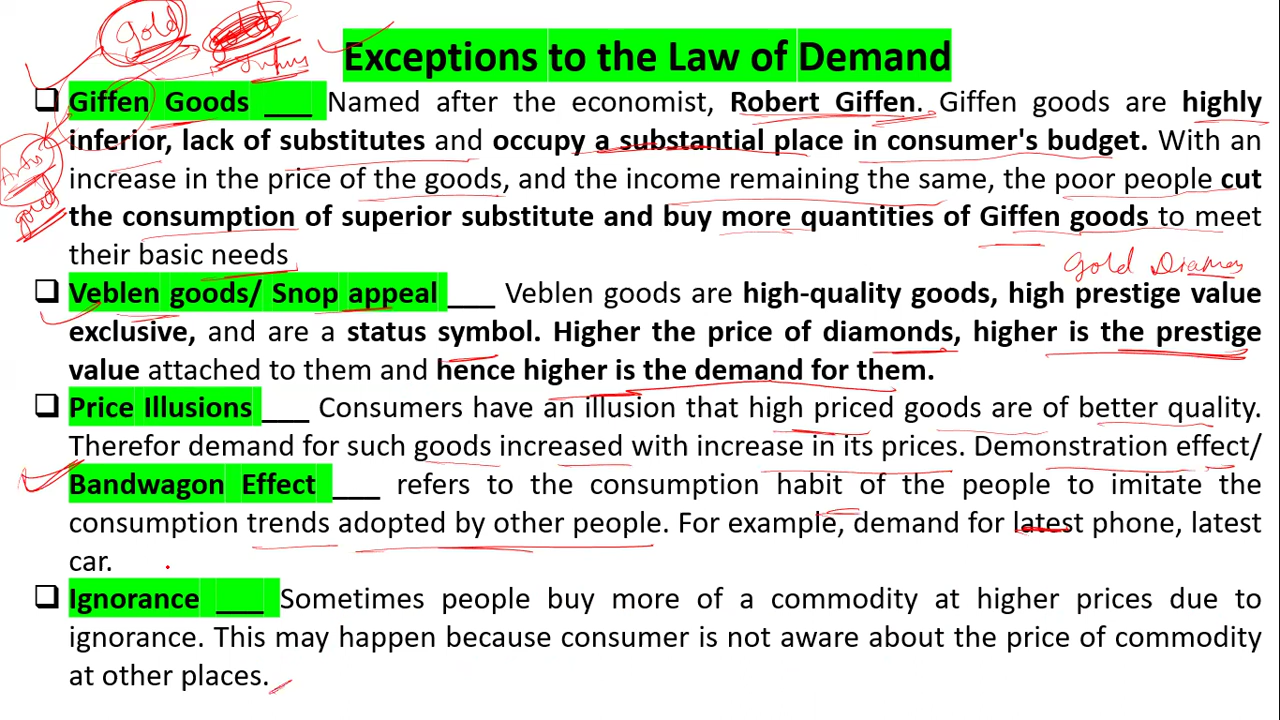 Gold
Exceptions to the Law of Demand
❑ Giffen Goods ___ Named after the economist, Robert Giffen. Giffen goods are highly
inferior, lack of substitutes and occupy a substantial place in consumer's budget. With an
increase in the price of the goods, and the income remaining the same, the poor people cut
the consumption of superior substitute and buy more quantities of Giffen goods to meet
their basic needs
Gold
❑ Veblen goods/ Snop appeal ___ Veblen goods are high-quality goods, high prestige value
exclusive, and are a status symbol. Higher the price of diamonds, higher is the prestige
value attached to them and hence higher is the demand for them.
❑ Price Illusions ___ Consumers have an illusion that high priced goods are of better quality.
Therefor demand for such goods increased with increase in its prices. Demonstration effect/
Bandwagon Effect ___ refers to the consumption habit of the people to imitate the
consumption trends adopted by other people. For example, demand for latest phone, latest
car.
❑ Ignorance ___ Sometimes people buy more of a commodity at higher prices due to
ignorance. This may happen because consumer is not aware about the price of commodity
at other places.